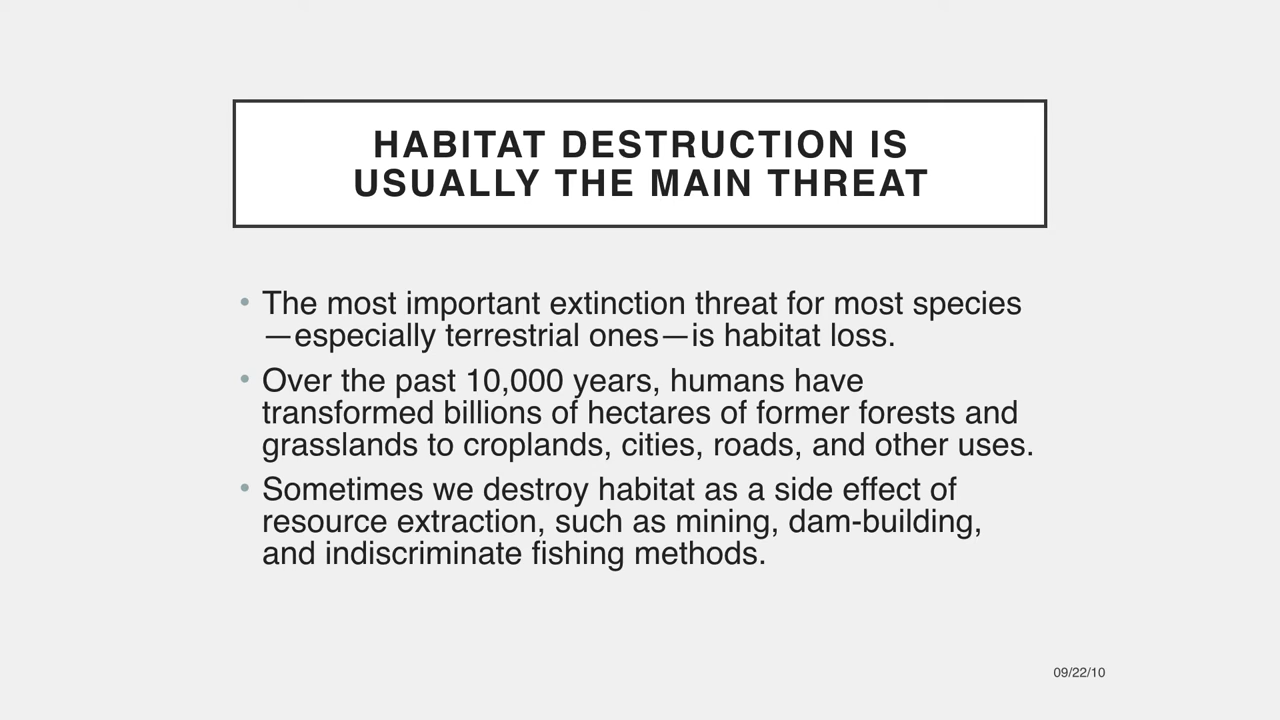 HABITAT DESTRUCTION IS
USUALLY THE MAIN THREAT
• The most important extinction threat for most species
—especially terrestrial ones—is habitat loss.
• Over the past 10,000 years, humans have
transformed billions of hectares of former forests and
grasslands to croplands, cities, roads, and other uses.
• Sometimes we destroy habitat as a side effect of
resource extraction, such as mining, dam-building,
and indiscriminate fishing methods.
09/22/10